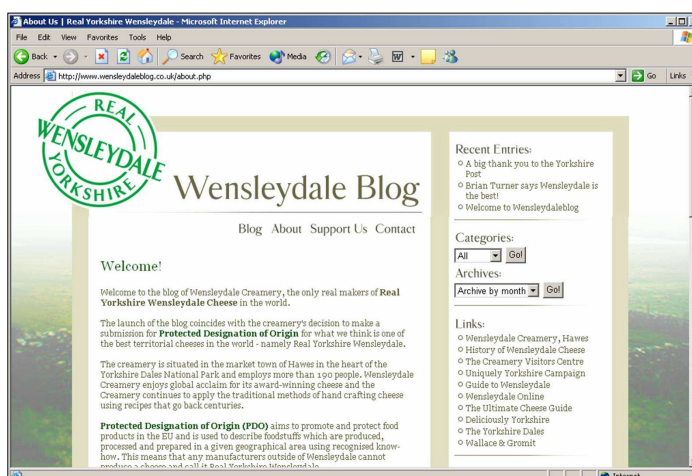 About Us | Real Yorkshire Wensleydale - Microsoft Internet Explorer
File Edit View Favorites Tools Help
Back Search Favorites Media
Address http://www.wensleydaleblog.co.uk/about.php Go Links
REAL
WENSLEYDALE
YORKSHIRE
Wensleydale Blog
Blog About Support Us Contact
Welcome!
Welcome to the blog of Wensleydale Creamery, the only real makers of Real
Yorkshire Wensleydale Cheese in the world.
The launch of the blog coincides with the creamery's decision to make a
submission for Protected Designation of Origin for what we think is one of
the best territorial cheeses in the world - namely Real Yorkshire Wensleydale.
The creamery is situated in the market town of Hawes in the heart of the
Yorkshire Dales National Park and employs more than 190 people. Wensleydale
Creamery enjoys global acclaim for its award-winning cheese and the
Creamery continues to apply the traditional methods of hand crafting cheese
using recipes that go back centuries.
Protected Designation of Origin (PDO) aims to promote and protect food
products in the EU and is used to describe foodstuffs which are produced,
processed and prepared in a given geographical area using recognised know-
how. This means that any manufacturers outside of Wensleydale cannot
produce a cheese and call it Real Yorkshire Wensleydale.
Recent Entries:
A big thank you to the Yorkshire
Post
Brian Turner says Wensleydale is
the best!
Welcome to Wensleydaleblog
Categories:
All Go!
Archives:
Archive by month Go!
Links:
Wensleydale Creamery, Hawes
History of Wensleydale Cheese
The Creamery Visitors Centre
Uniquely Yorkshire Campaign
Guide to Wensleydale
Wensleydale Online
The Ultimate Cheese Guide
Deliciously Yorkshire
The Yorkshire Dales
Wallace & Gromit
Internet